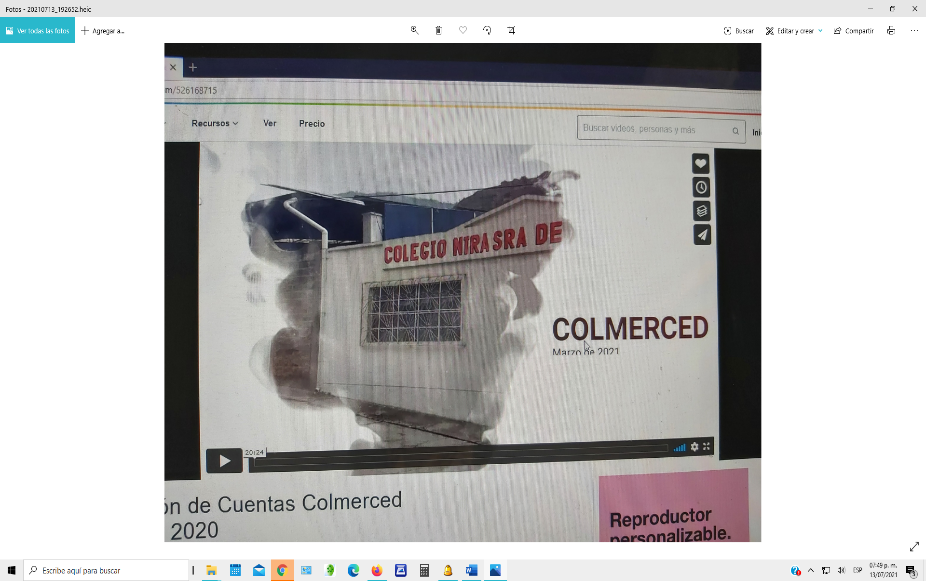 Fotos - 20210713_192652.heic
Ver todas las fotos
Agregar a...
Buscar
Editar y crear
Compartir
m/526168715
Recursos
Ver
Precio
Buscar videos, personas y más
Ini
COLEGIO NTRA SRA DE
COLMERCED
Marzo de 2021
20:24
ón de Cuentas Colmerced
2020
Reproductor
personalizable.
Escribe aquí para buscar
ESP
07:49 p. m.
13/07/2021
3